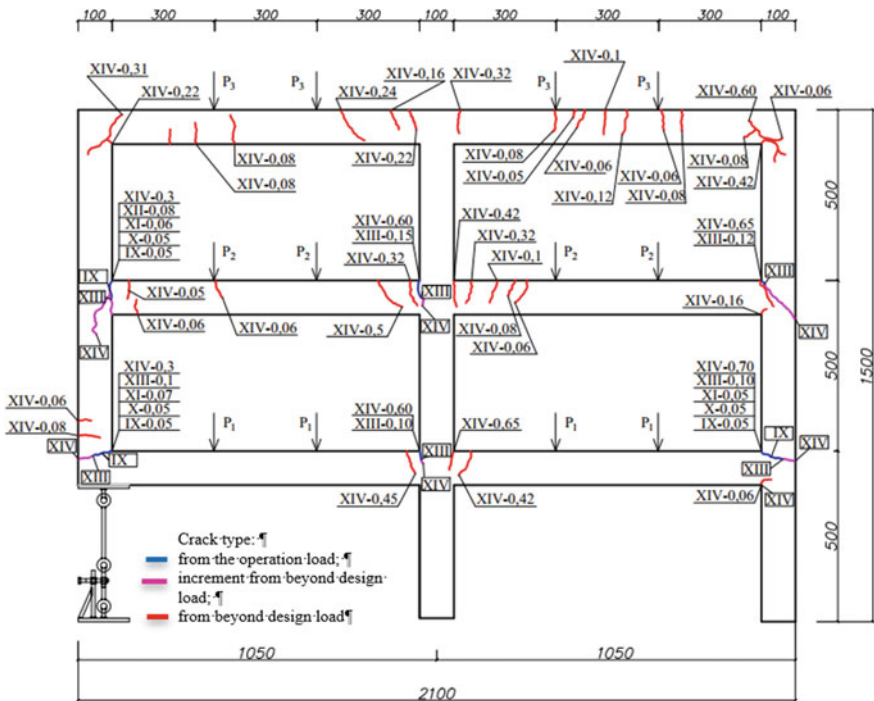 100 300 300 300 100 300 300 300 100
XIV-0,31
XIV-0,22
P3
P3
XIV-0,24
XIV-0,16
XIV-0,32
XIV-0,1
P3
P3
XIV-0,60
XIV-0,06
XIV-0,08
XIV-0,08
XIV-0,22
XIV-0,08
XIV-0,05
XIV-0,06
XIV-0,12
XIV-0,06
XIV-0,08
XIV-0,08
XIV-0,42
500
XIV-0,3
XII-0,08
XI-0,06
X-0,05
IX-0,05
IX
XIII
XIV
P2
P2
XIV-0,60
XIII-0,15
XIV-0,32
XIV-0,42
XIV-0,32
XIV-0,1
P2
P2
XIV-0,65
XIII-0,12
XIII
XIV-0,05
XIV-0,06
XIV-0,06
XIV-0,5
XIII
XIV
XIV-0,08
XIV-0,06
XIV-0,16
XIV
500
1500
XIV-0,3
XIII-0,1
XI-0,07
X-0,05
IX-0,05
XIV-0,06
XIV-0,08
XIV
XIII
IX
P1
P1
XIV-0,60
XIII-0,10
XIV-0,65
P1
P1
XIV-0,70
XIII-0,10
XI-0,05
X-0,05
IX-0,05
IX
XIV
XIII
XIV-0,45
XIII
XIV
XIV-0,42
XIV-0,06
XIV
500
Crack type:·¶
from·the·operation·load;·¶
increment·from·beyond·design·
load;·¶
from·beyond·design·load¶
1050 1050
2100